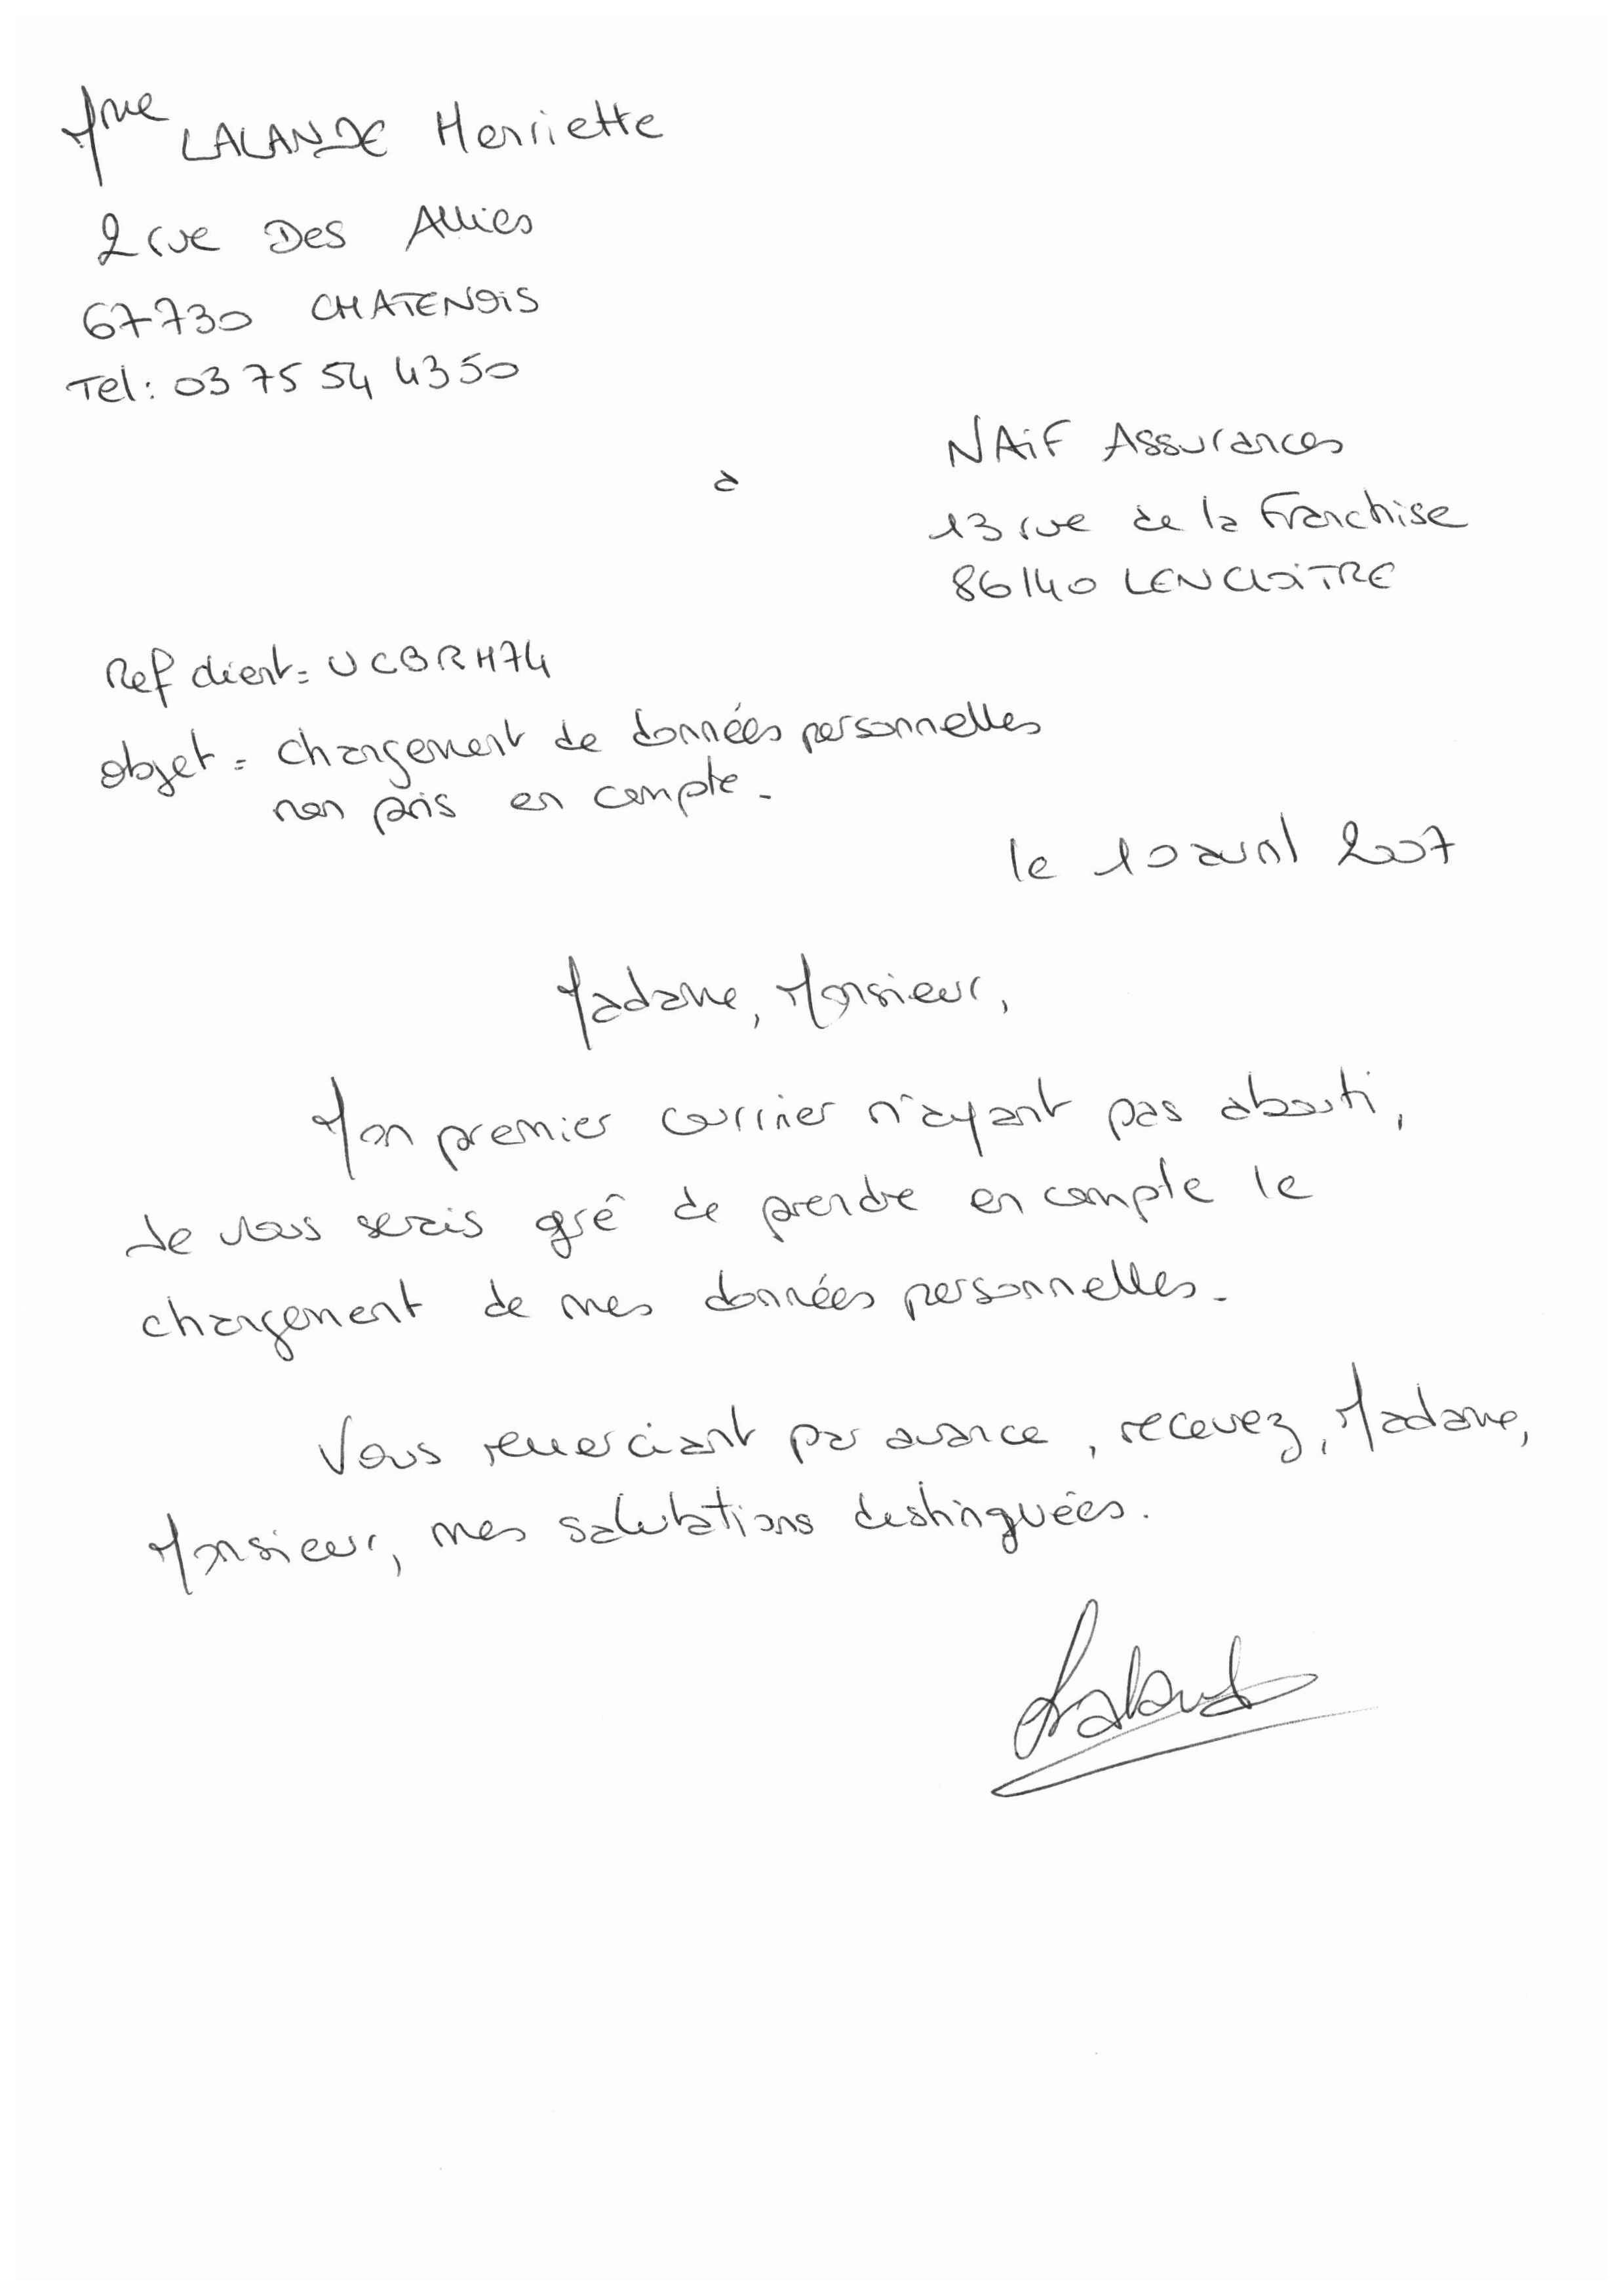 Mme LALANDE Henriette
2 rue Des Alliés
67730 CHATENOIS
Tel: 03 75 54 43 50
NAiF Assurances
à
13 rue de la Franchise
86140 LENCLOiTRE
Ref client = UCBRH74
objet = changement de données personnelles
non pris en compte.
le 10 avril 2007
Madame, Monsieur,
Mon premier courrier n'ayant pas abouti,
Je vous serais gré de prendre en compte le
changement de mes données personnelles.
Vous remerciant par avance, recevez, Madame,
Monsieur, mes salutations distinguées.
Lalande